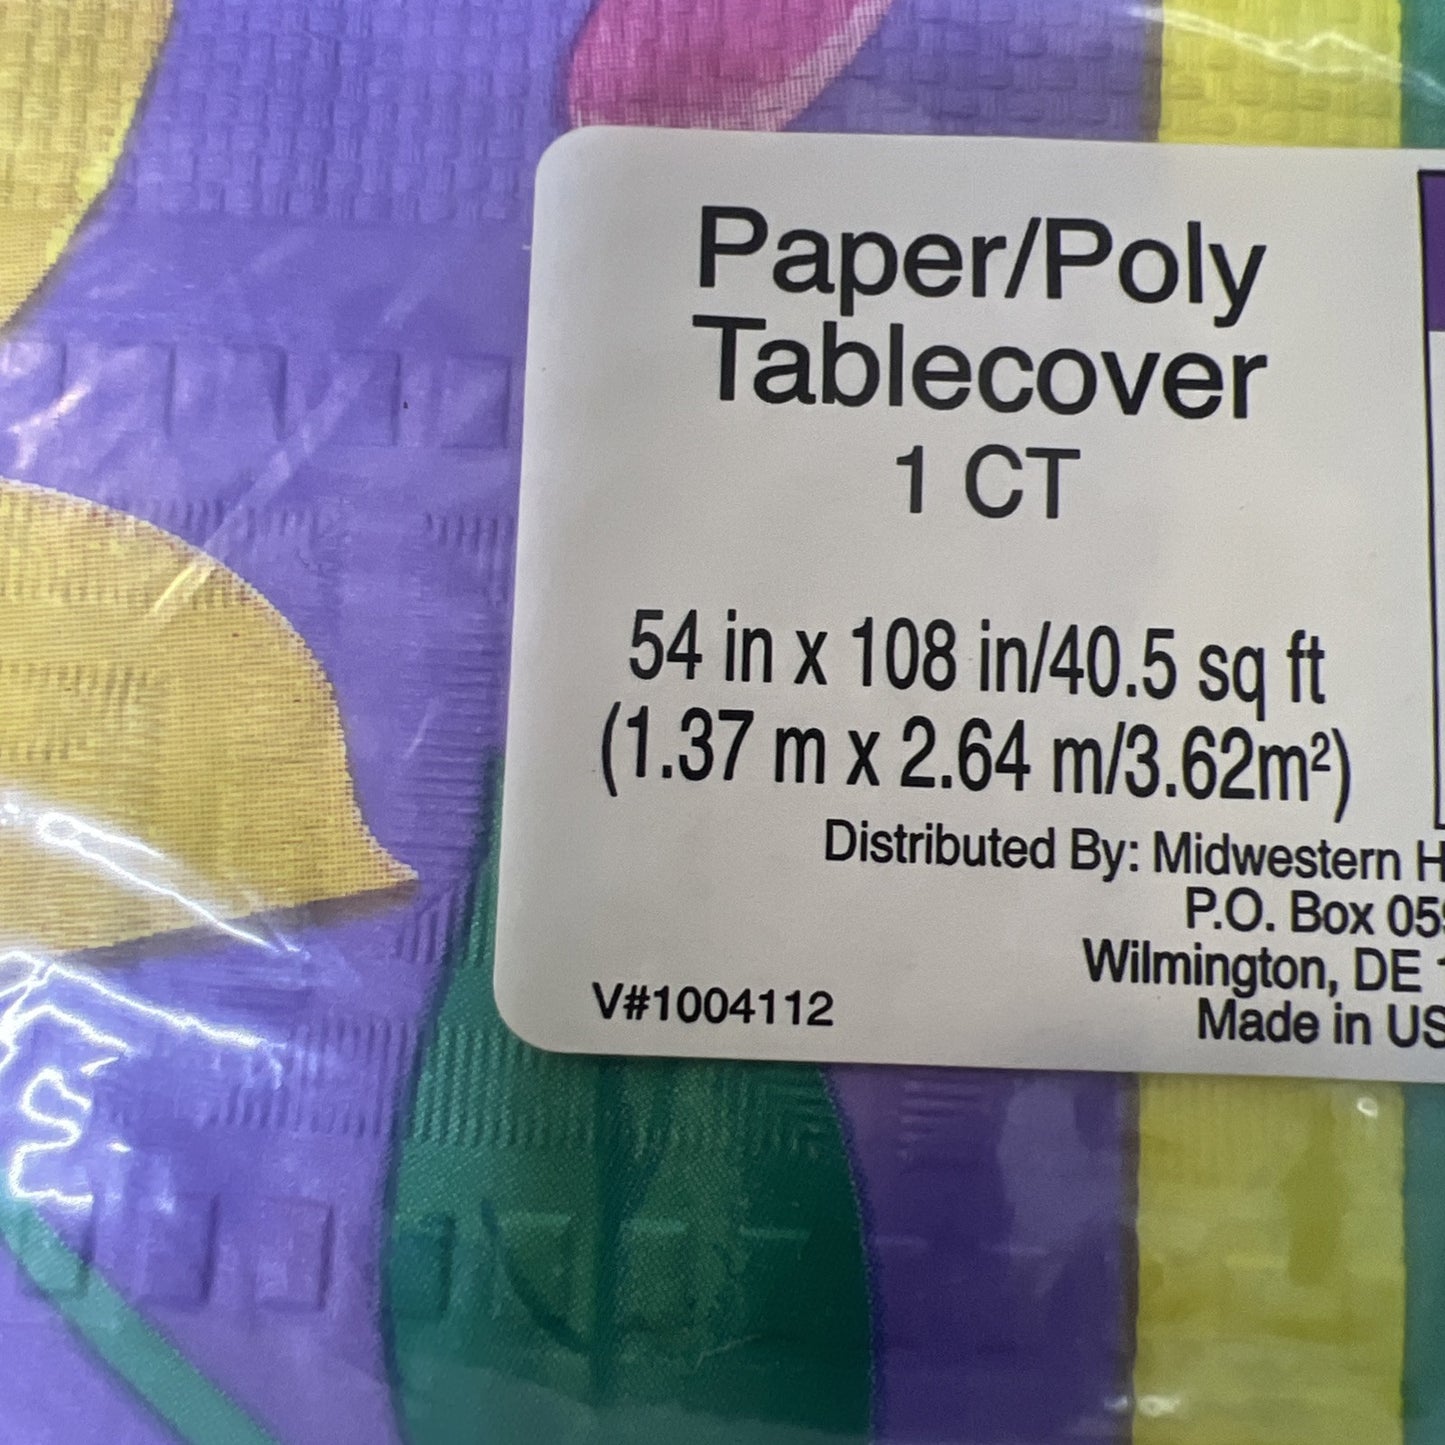 Paper/Poly
Tablecover
1 CT
54 in x 108 in/40.5 sq ft
(1.37 m x 2.64 m/3.62m²)
Distributed By: Midwestern
P.O. Box
Wilmington, DE
Made in
V#1004112